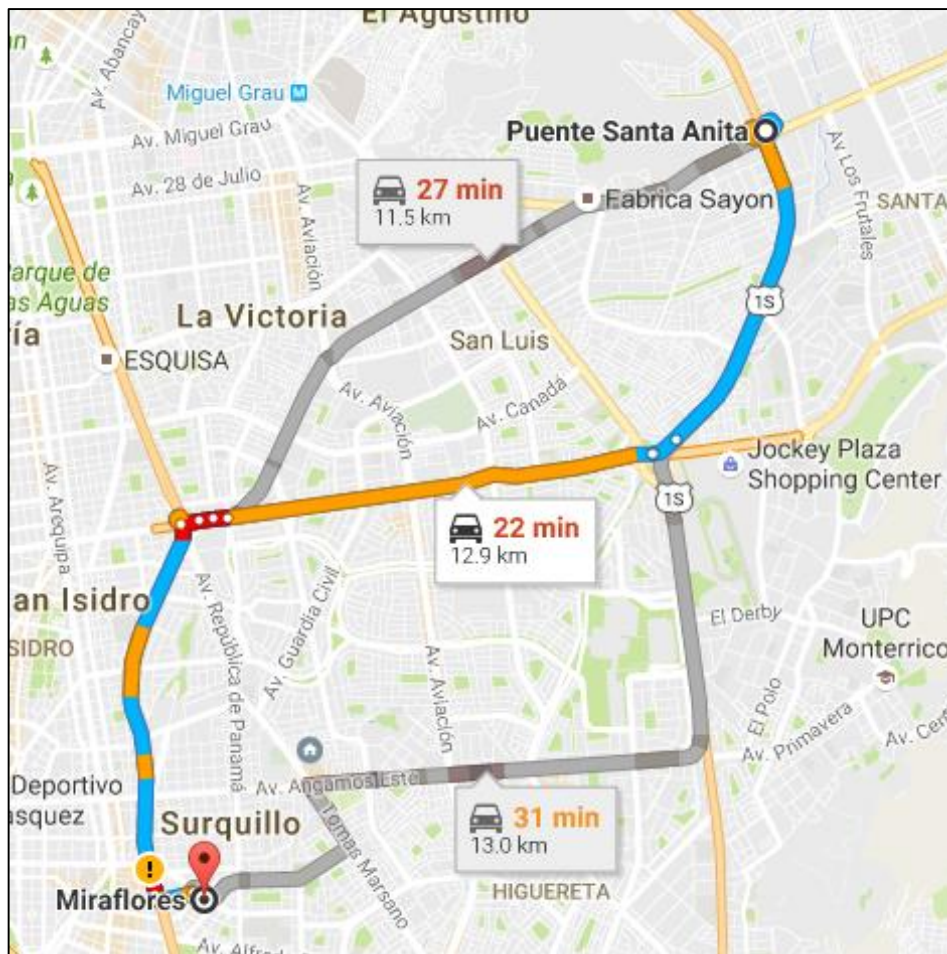 El Agustino
Av. Abancay
Miguel Grau M
Av. Miguel Grau
Puente Santa Anita
Av. 28 de Julio
27 min
11.5 km
Fabrica Sayon
Av. Los Frutales
SANTA
Av. Aviación
Parque de
as Aguas
La Victoria
1S
ría
San Luis
ESQUISA
Av. Aviación
Av. Canadá
Jockey Plaza
Shopping Center
Av. Arequipa
1S
22 min
12.9 km
an Isidro
SIDRO
Av. República de Panamá
Av. Guardia Civil
El Derby
UPC
Monterrico
Av. Aviación
El Polo
Av. Primavera
Av. Cer
Deportivo
asquez
Av. Angamos Este
31 min
13.0 km
Surquillo
Tomas Marsano
!
Miraflores
HIGUERETA
Av. Alfred